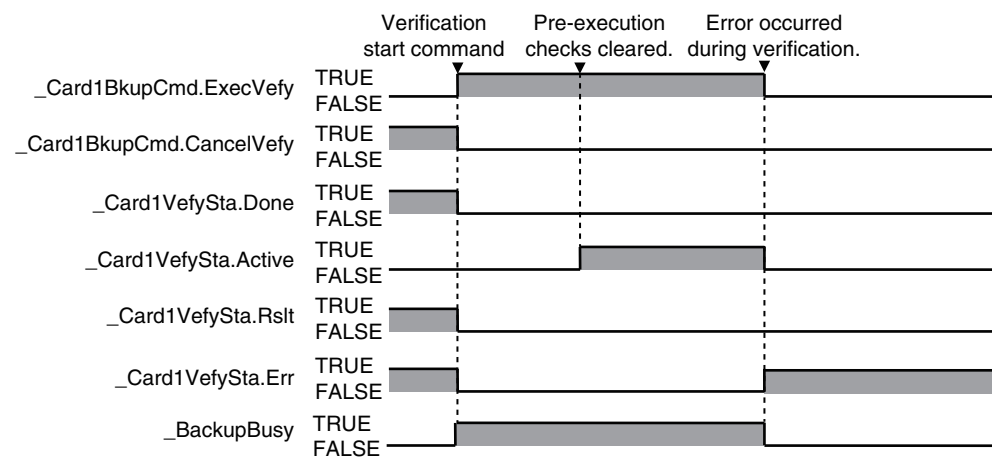 Verification
start command
Pre-execution
checks cleared.
Error occurred
during verification.
_Card1BkupCmd.ExecVefy
TRUE
FALSE
_Card1BkupCmd.CancelVefy
TRUE
FALSE
_Card1VefySta.Done
TRUE
FALSE
_Card1VefySta.Active
TRUE
FALSE
_Card1VefySta.Rslt
TRUE
FALSE
_Card1VefySta.Err
TRUE
FALSE
_BackupBusy
TRUE
FALSE